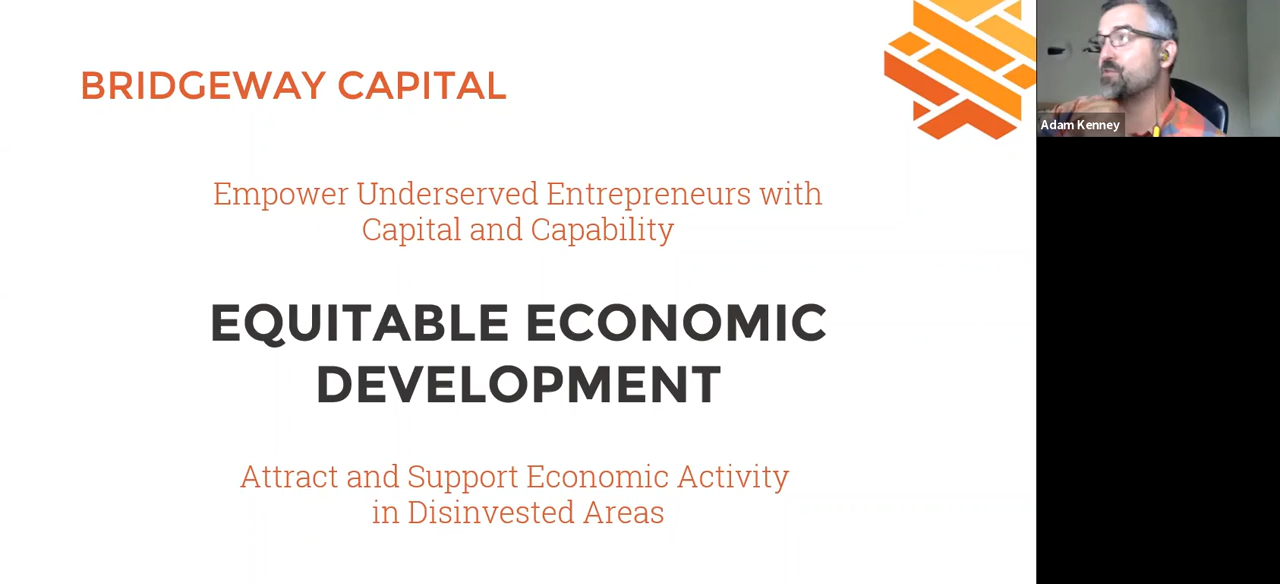 BRIDGEWAY CAPITAL
Adam Kenney
Empower Underserved Entrepreneurs with
Capital and Capability
EQUITABLE ECONOMIC
DEVELOPMENT
Attract and Support Economic Activity
in Disinvested Areas